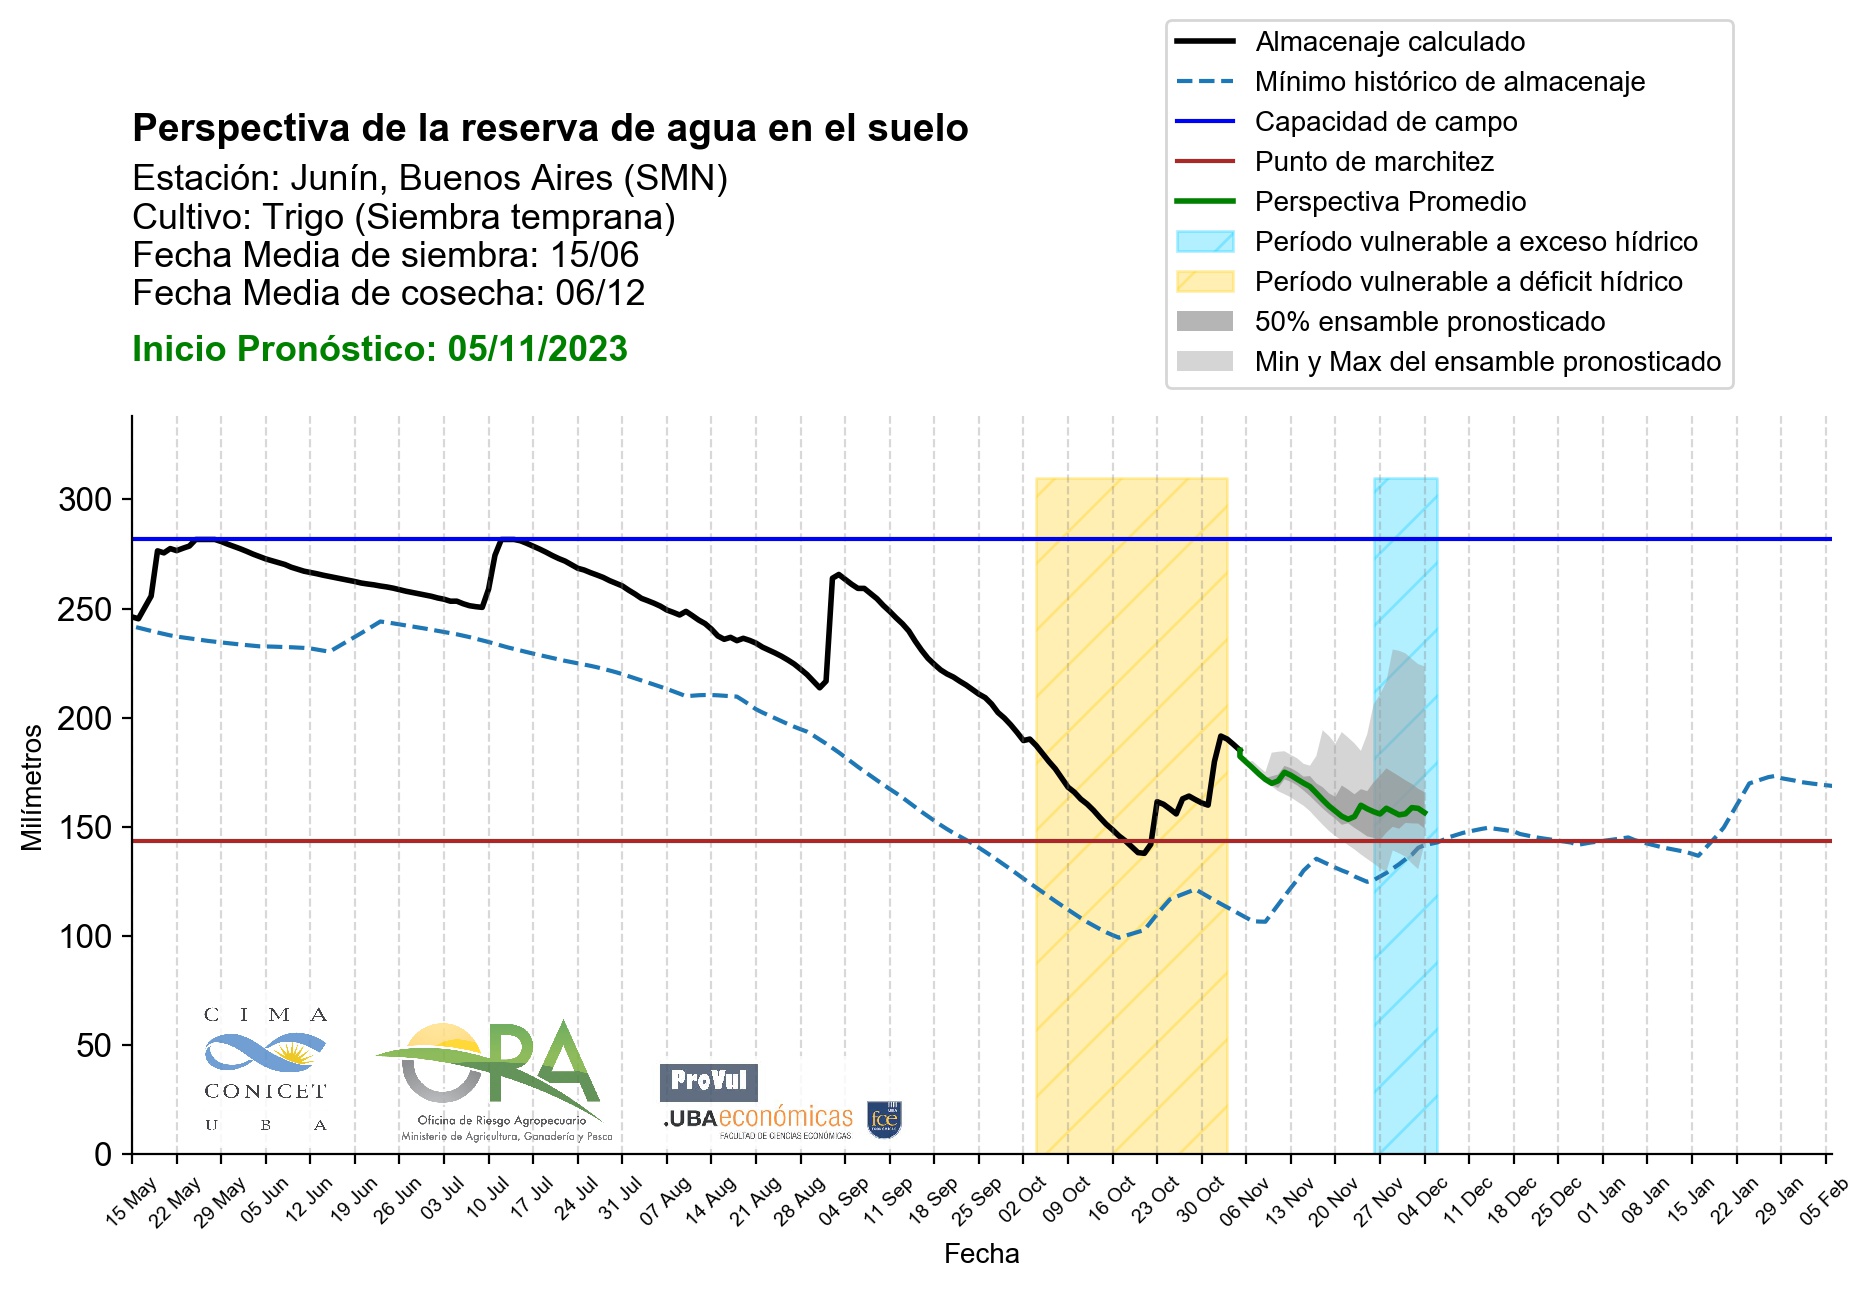 Almacenaje calculado
Mínimo histórico de almacenaje
Capacidad de campo
Punto de marchitez
Perspectiva Promedio
Período vulnerable a exceso hídrico
Período vulnerable a déficit hídrico
50% ensamble pronosticado
Min y Max del ensamble pronosticado
Perspectiva de la reserva de agua en el suelo
Estación: Junín, Buenos Aires (SMN)
Cultivo: Trigo (Siembra temprana)
Fecha Media de siembra: 15/06
Fecha Media de cosecha: 06/12
Inicio Pronóstico: 05/11/2023
Milímetros
300
250
200
150
100
50
0
CIMA
CONICET
UBA
ORA
Oficina de Riesgo Agropecuario
Ministerio de Agricultura, Ganadería y Pesca
ProVul
.UBAeconómicas
FACULTAD DE CIENCIAS ECONÓMICAS
fce
15 May 22 May 29 May 05 Jun 12 Jun 19 Jun 26 Jun 03 Jul 10 Jul 17 Jul 24 Jul 31 Jul 07 Aug 14 Aug 21 Aug 28 Aug 04 Sep 11 Sep 18 Sep 25 Sep 02 Oct 09 Oct 16 Oct 23 Oct 30 Oct 06 Nov 13 Nov 20 Nov 27 Nov 04 Dec 11 Dec 18 Dec 25 Dec 01 Jan 08 Jan 15 Jan 22 Jan 29 Jan 05 Feb
Fecha